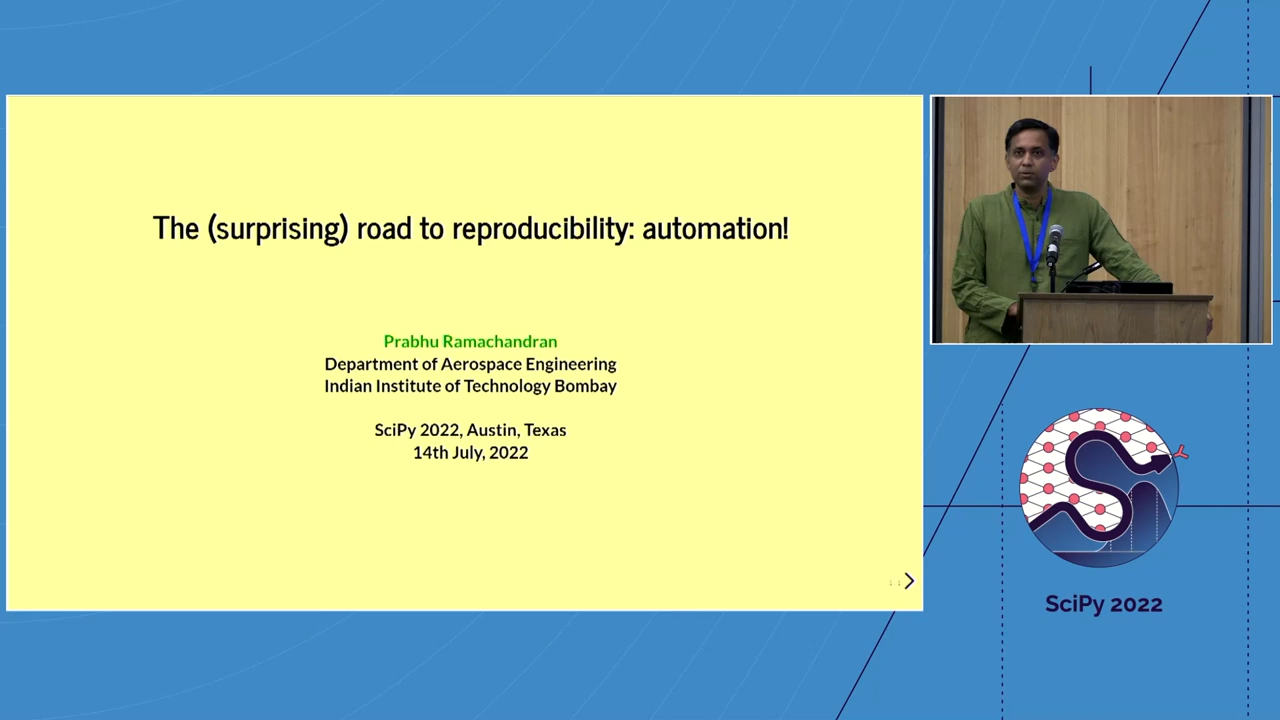 The (surprising) road to reproducibility: automation!
Prabhu Ramachandran
Department of Aerospace Engineering
Indian Institute of Technology Bombay
SciPy 2022, Austin, Texas
14th July, 2022
SciPy 2022